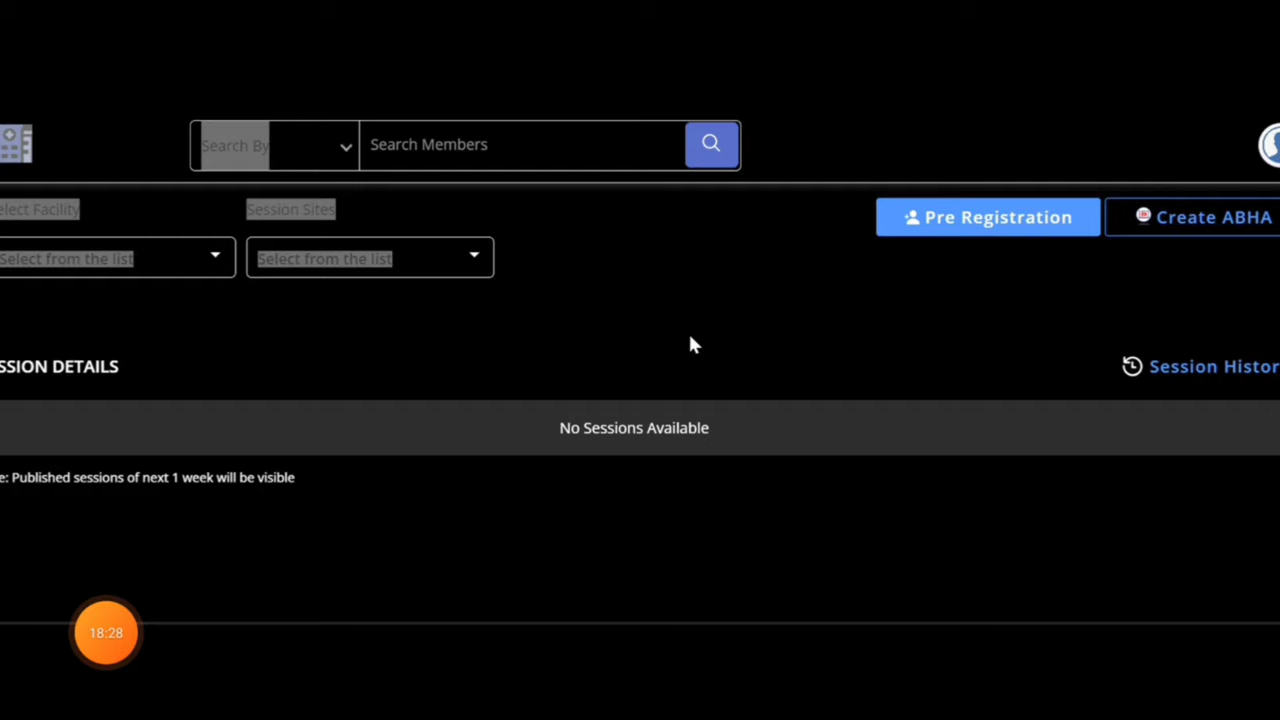 Search By
Search Members
elect Facility
Session Sites
Pre Registration
Create ABHA
Select from the list
Select from the list
SSION DETAILS
Session Histor
No Sessions Available
e: Published sessions of next 1 week will be visible
18:28